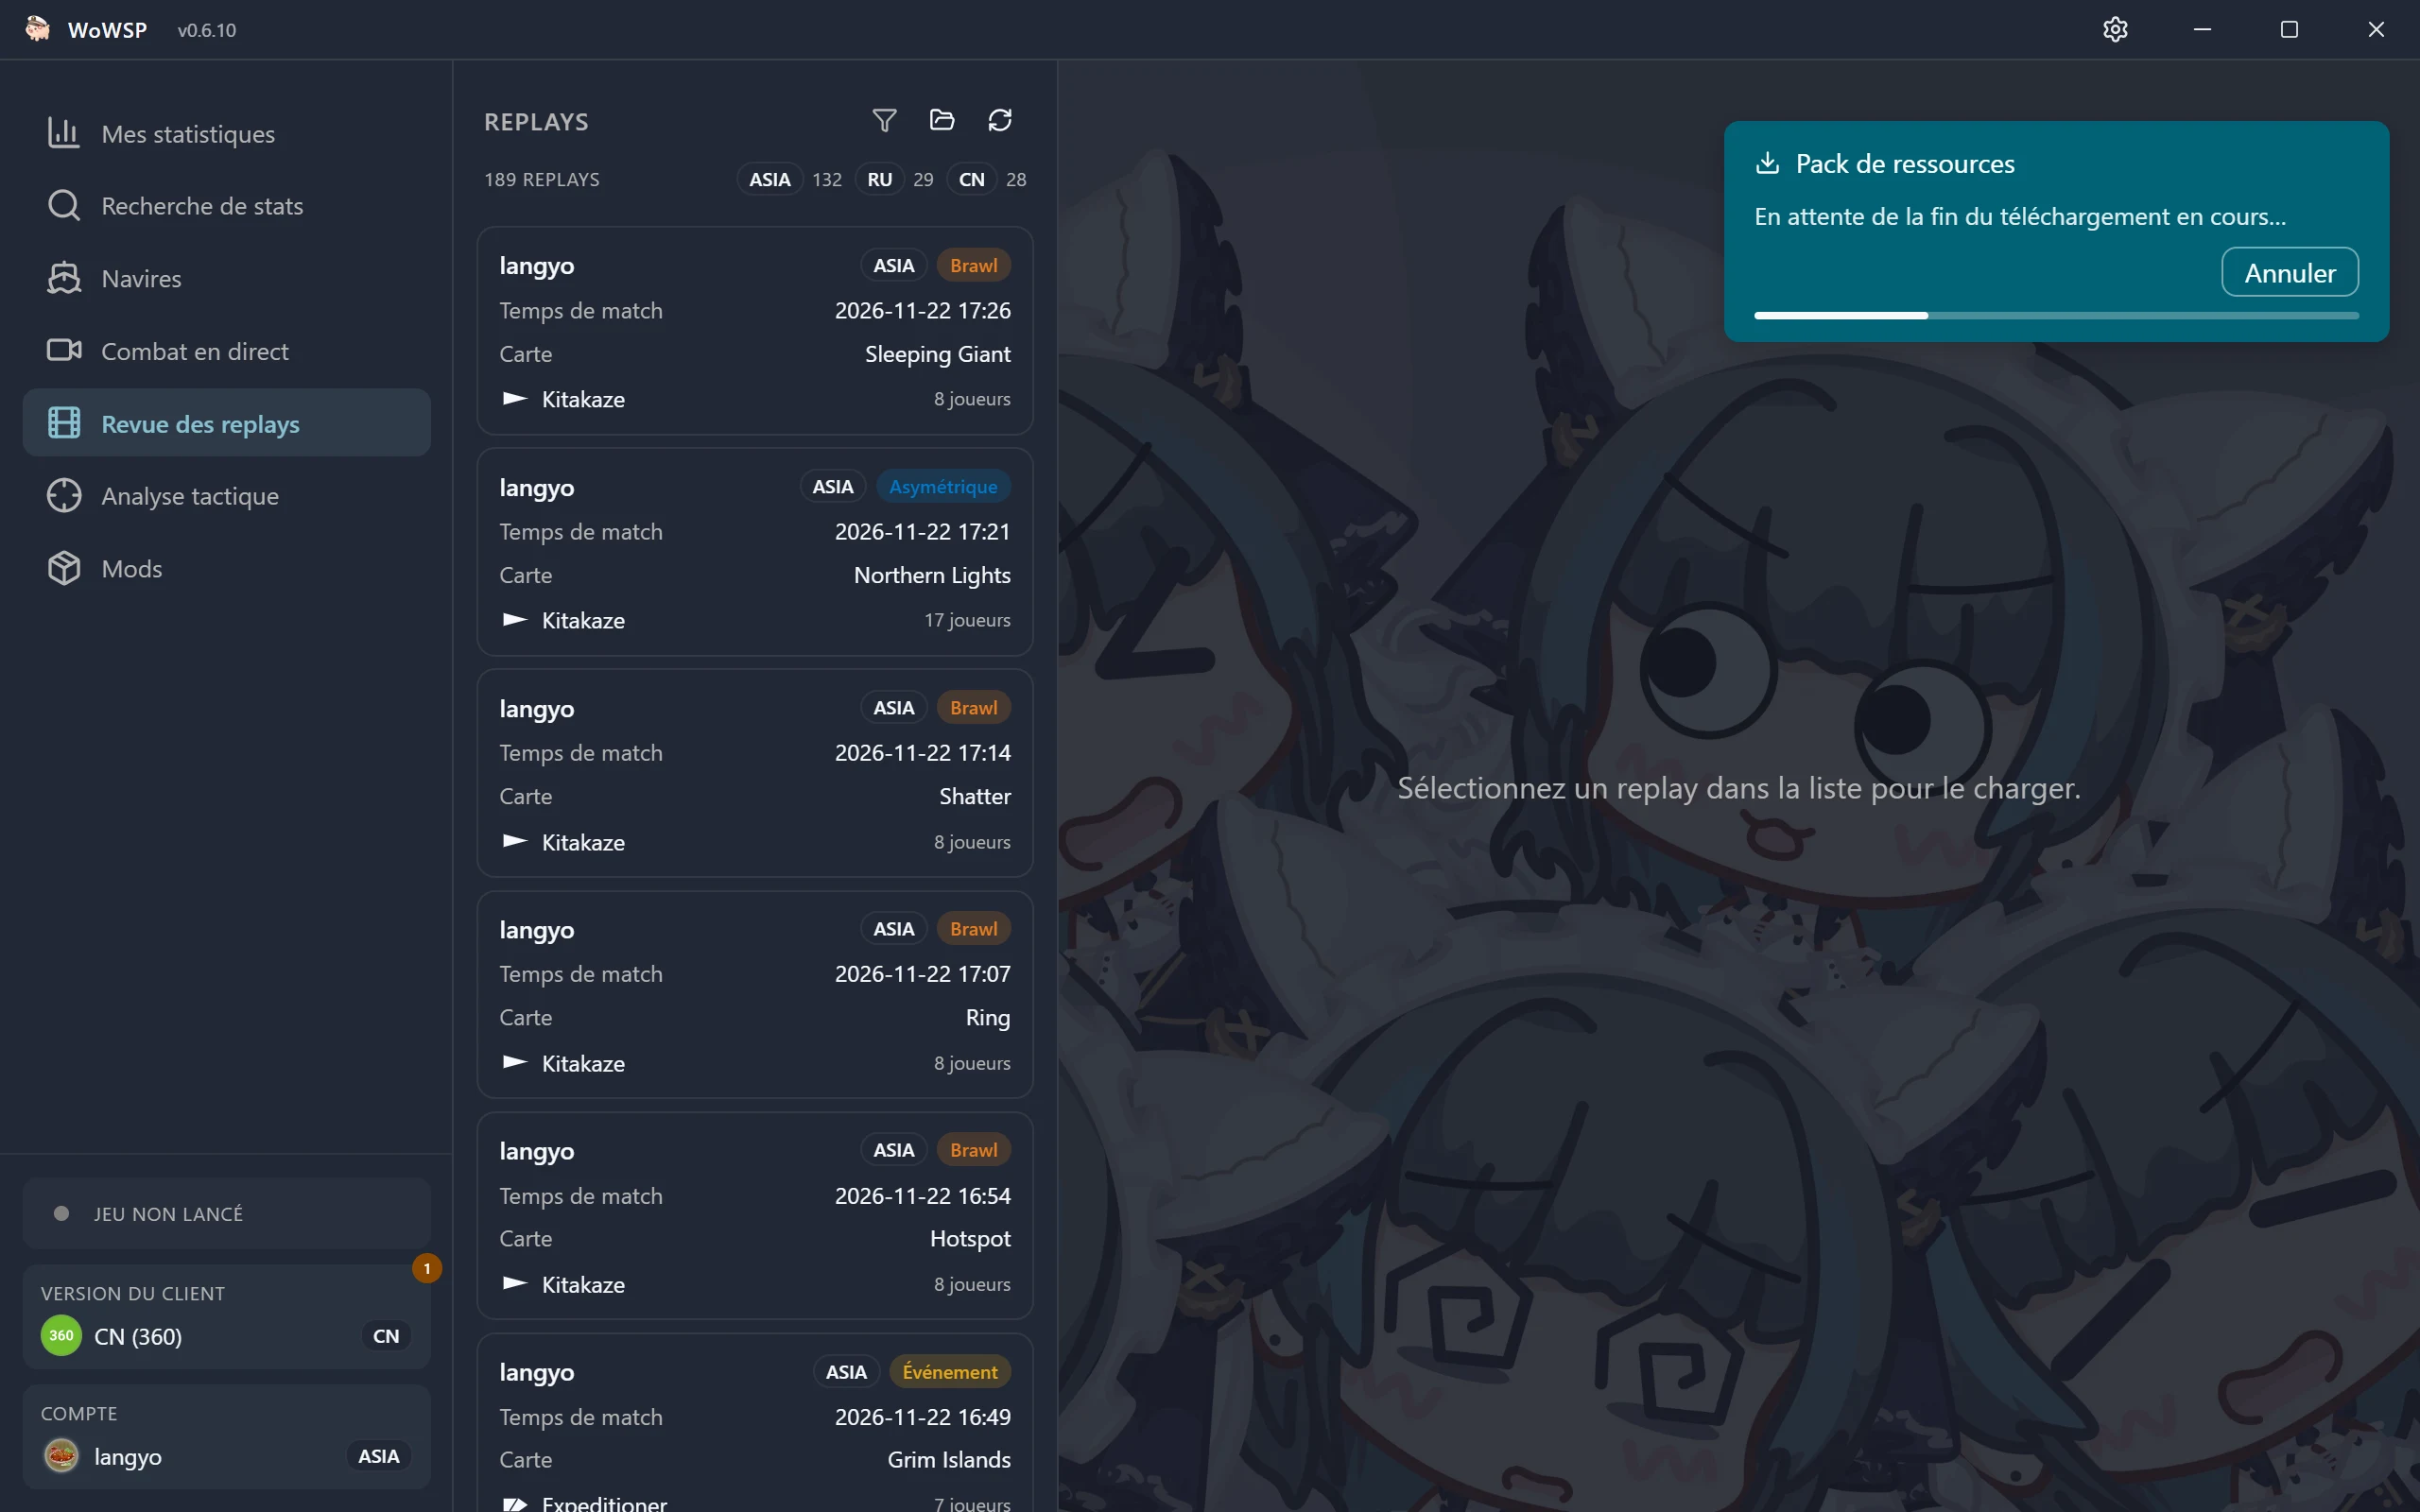 WoWSP v0.6.10
Mes statistiques
Recherche de stats
Navires
Combat en direct
Revue des replays
Analyse tactique
Mods
JEU NON LANCÉ
1
VERSION DU CLIENT
360 CN (360) CN
COMPTE
langyo ASIA
REPLAYS
189 REPLAYS ASIA 132 RU 29 CN 28
langyo ASIA Brawl
Temps de match 2026-11-22 17:26
Carte Sleeping Giant
Kitakaze 8 joueurs
langyo ASIA Asymétrique
Temps de match 2026-11-22 17:21
Carte Northern Lights
Kitakaze 17 joueurs
langyo ASIA Brawl
Temps de match 2026-11-22 17:14
Carte Shatter
Kitakaze 8 joueurs
langyo ASIA Brawl
Temps de match 2026-11-22 17:07
Carte Ring
Kitakaze 8 joueurs
langyo ASIA Brawl
Temps de match 2026-11-22 16:54
Carte Hotspot
Kitakaze 8 joueurs
langyo ASIA Événement
Temps de match 2026-11-22 16:49
Carte Grim Islands
Expeditioner 7 joueurs
Pack de ressources
En attente de la fin du téléchargement en cours...
Annuler
Sélectionnez un replay dans la liste pour le charger.